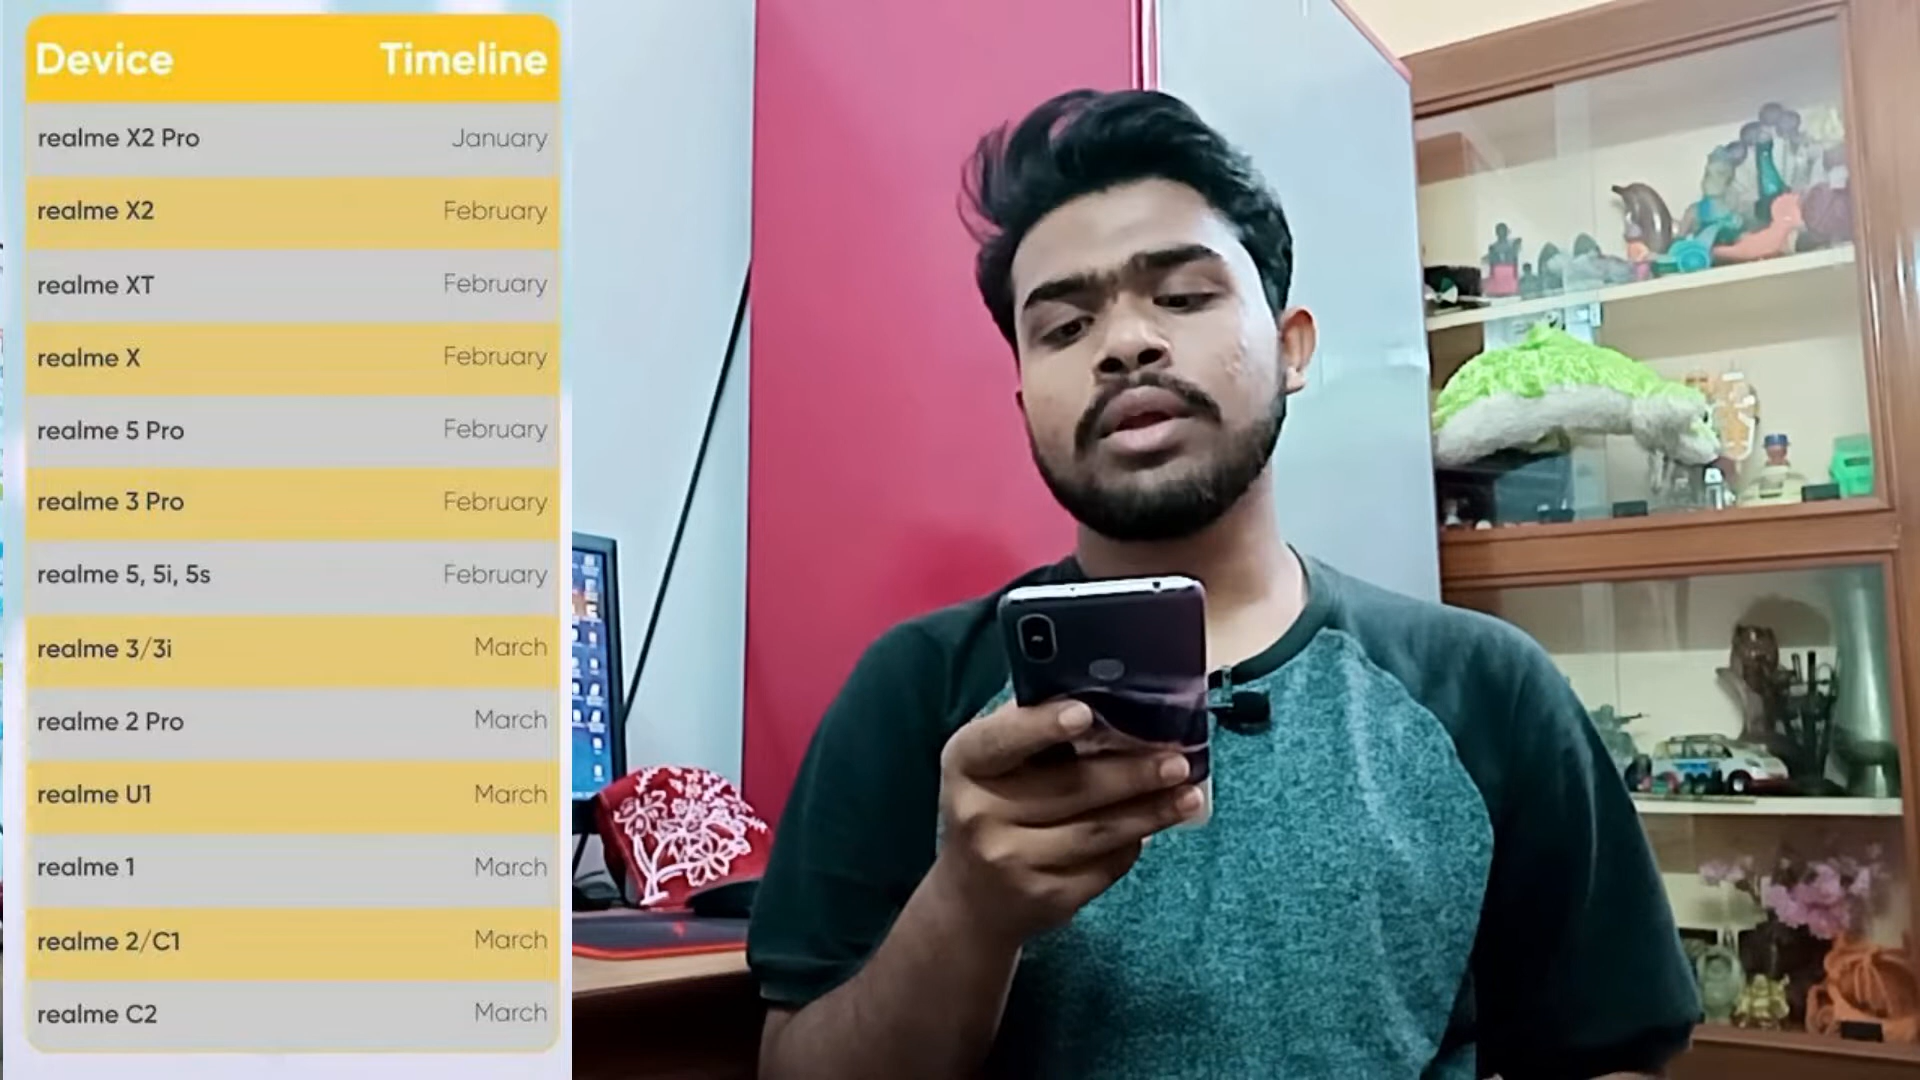 Device Timeline
realme X2 Pro January
realme X2 February
realme XT February
realme X February
realme 5 Pro February
realme 3 Pro February
realme 5, 5i, 5s February
realme 3/3i March
realme 2 Pro March
realme U1 March
realme 1 March
realme 2/C1 March
realme C2 March